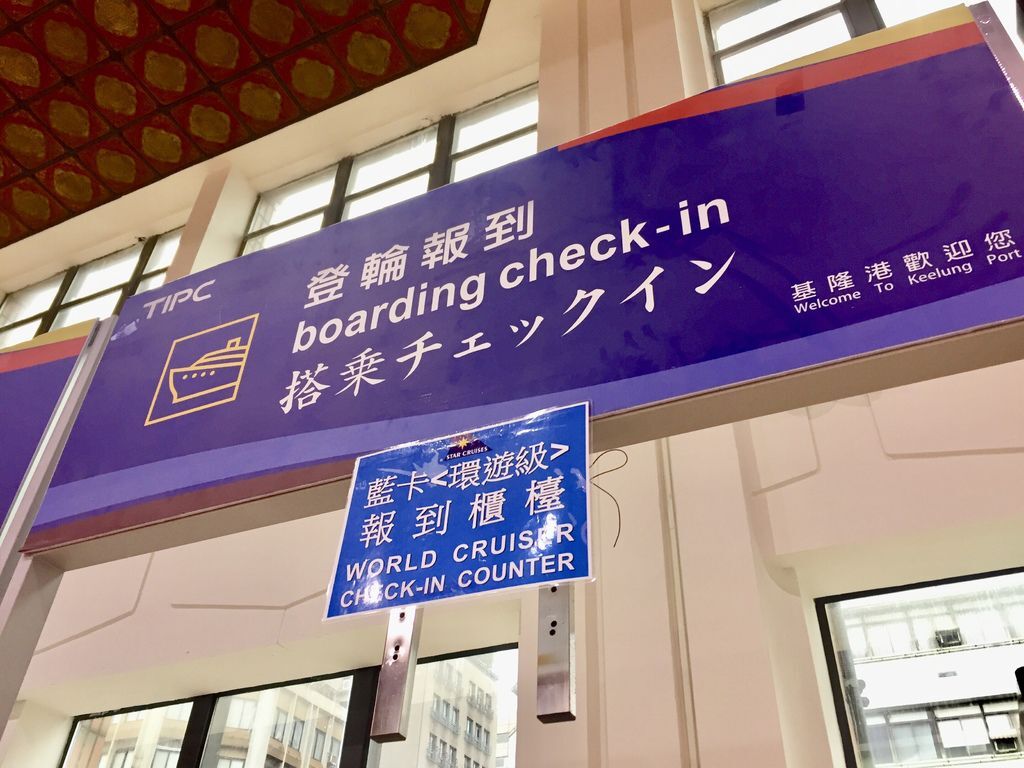 TIPC
登輪報到
boarding check-in
搭乗チェックイン
基隆港歡迎您
Welcome To Keelung Port
STAR CRUISES
藍卡<環遊級>
報到櫃檯
WORLD CRUISER
CHECK-IN COUNTER